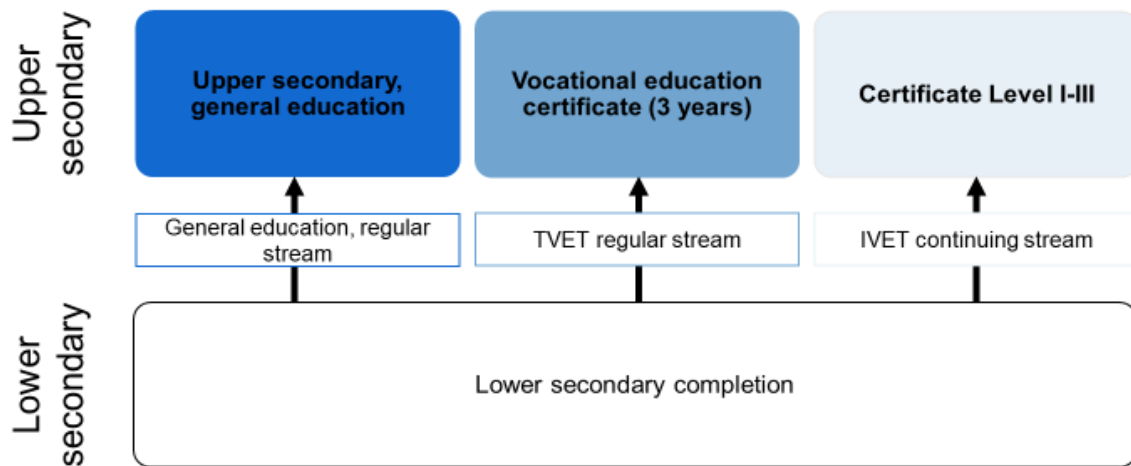 Upper
secondary
Upper secondary,
general education
Vocational education
certificate (3 years)
Certificate Level I-III
General education, regular
stream
TVET regular stream
IVET continuing stream
Lower
secondary
Lower secondary completion